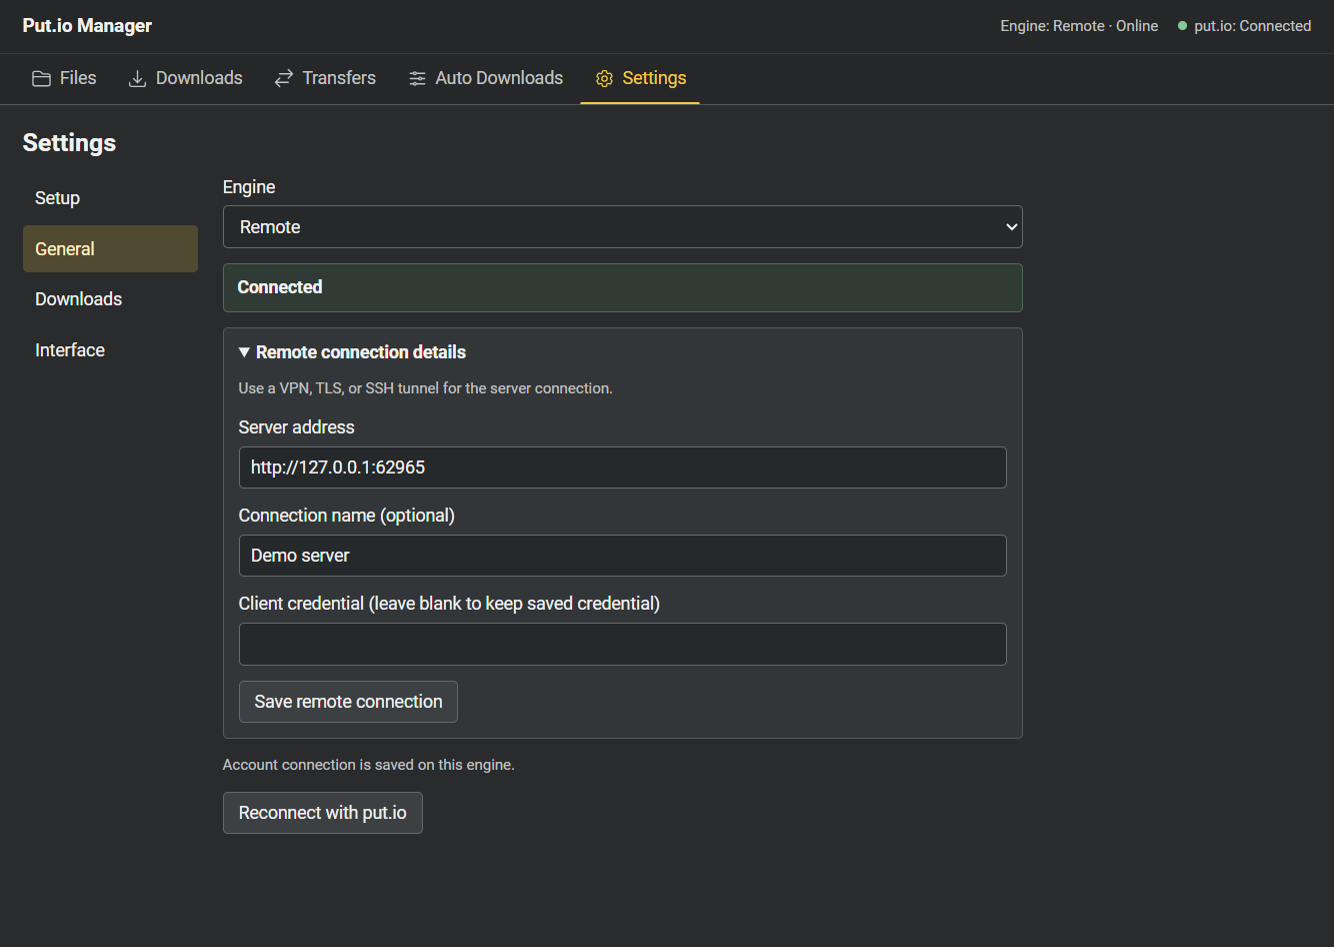 Put.io Manager
Engine: Remote · Online
put.io: Connected
Files
Downloads
Transfers
Auto Downloads
Settings
Settings
Setup
General
Downloads
Interface
Engine
Remote
Connected
Remote connection details
Use a VPN, TLS, or SSH tunnel for the server connection.
Server address
http://127.0.0.1:62965
Connection name (optional)
Demo server
Client credential (leave blank to keep saved credential)
Save remote connection
Account connection is saved on this engine.
Reconnect with put.io